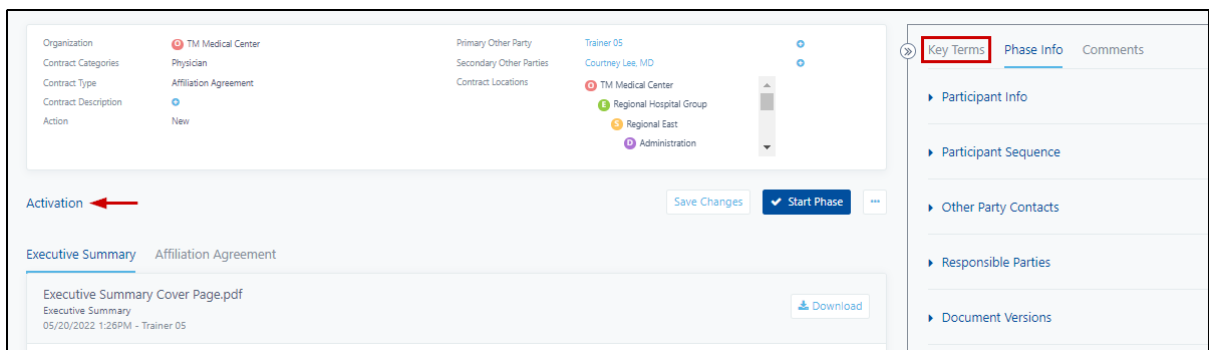 Organization O TM Medical Center Primary Other Party Trainer 05
Contract Categories Physician Secondary Other Parties Courtney Lee, MD
Contract Type Affiliation Agreement Contract Locations O TM Medical Center
Contract Description E Regional Hospital Group
Action New S Regional East
D Administration
Activation Save Changes Start Phase ...
Executive Summary Affiliation Agreement
Executive Summary Cover Page.pdf
Executive Summary Download
05/20/2022 1:26PM - Trainer 05
Key Terms Phase Info Comments
Participant Info
Participant Sequence
Other Party Contacts
Responsible Parties
Document Versions